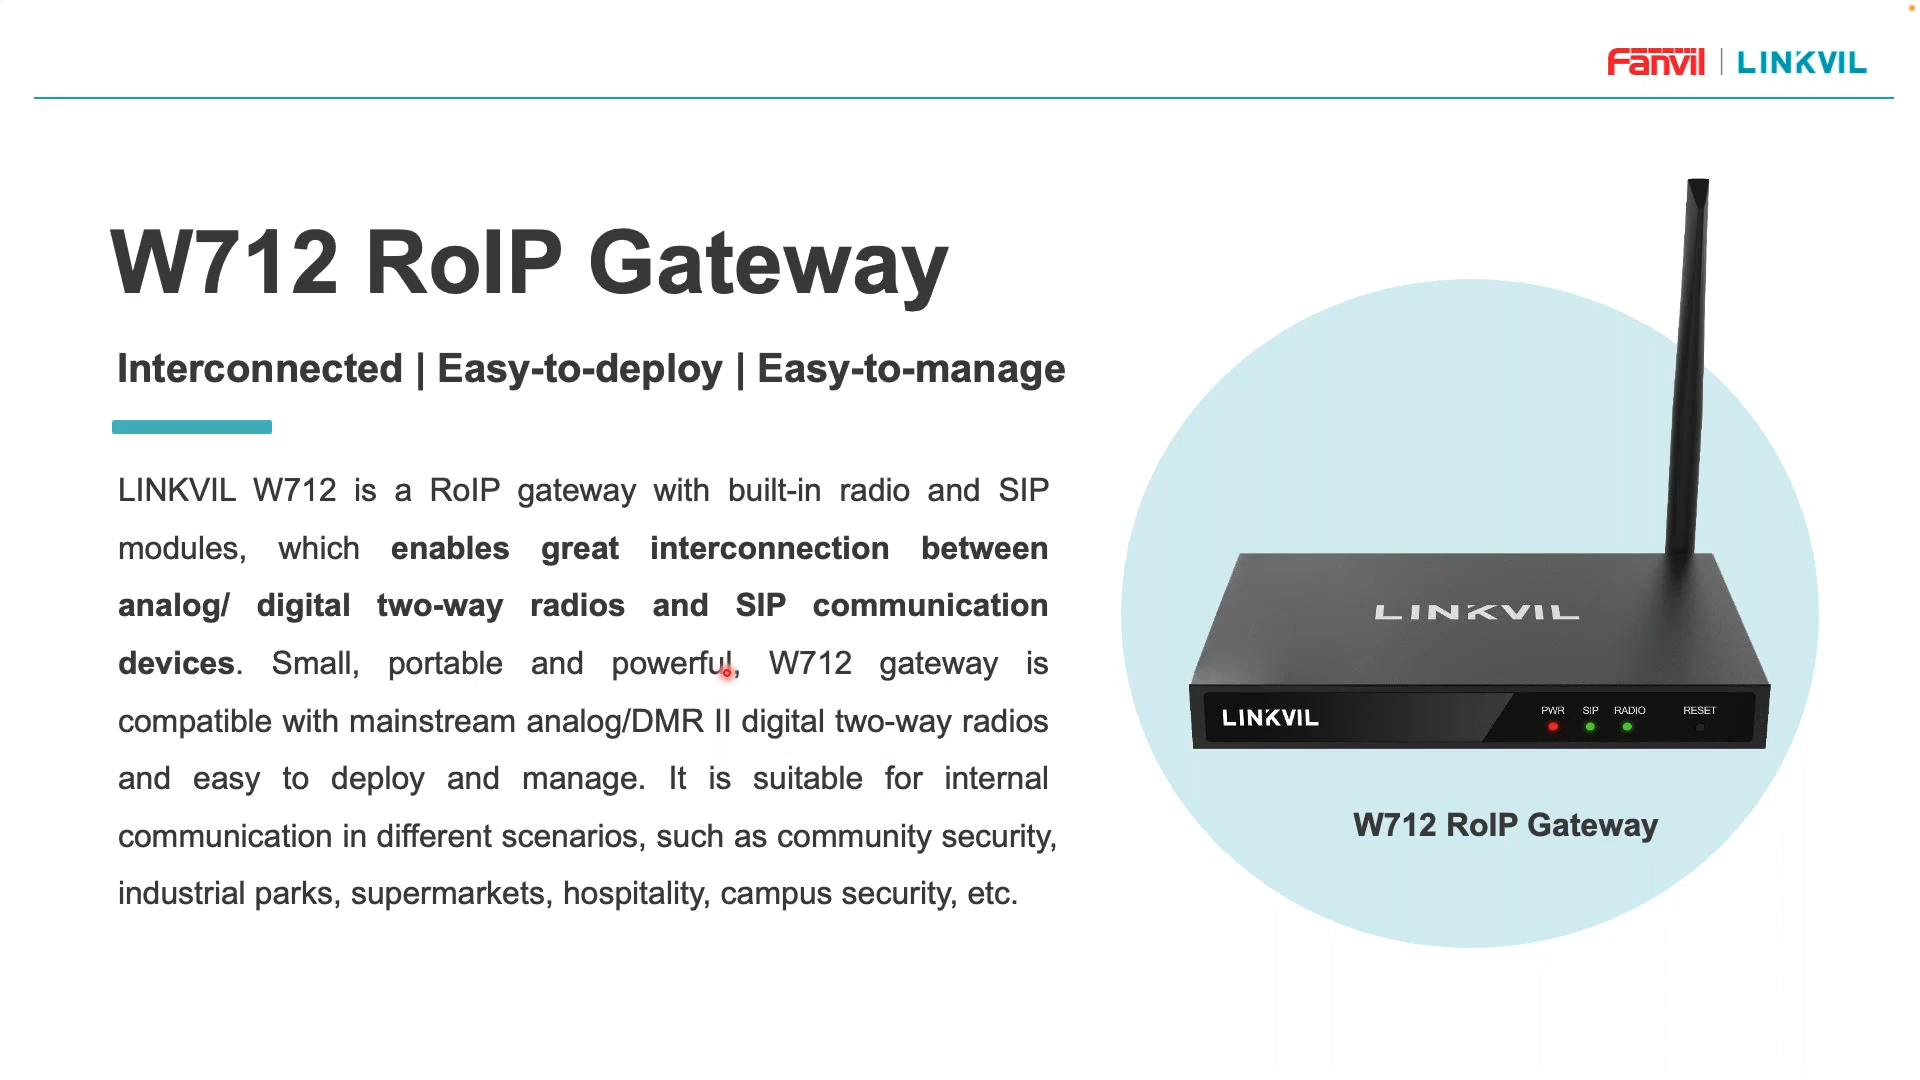 Fanvil | LINKVIL
W712 RoIP Gateway
Interconnected | Easy-to-deploy | Easy-to-manage
LINKVIL W712 is a RoIP gateway with built-in radio and SIP
modules, which enables great interconnection between
analog/ digital two-way radios and SIP communication
devices. Small, portable and powerful, W712 gateway is
compatible with mainstream analog/DMR II digital two-way radios
and easy to deploy and manage. It is suitable for internal
communication in different scenarios, such as community security,
industrial parks, supermarkets, hospitality, campus security, etc.
LINKVIL
LINKVIL
PWR SIP RADIO RESET
W712 RoIP Gateway